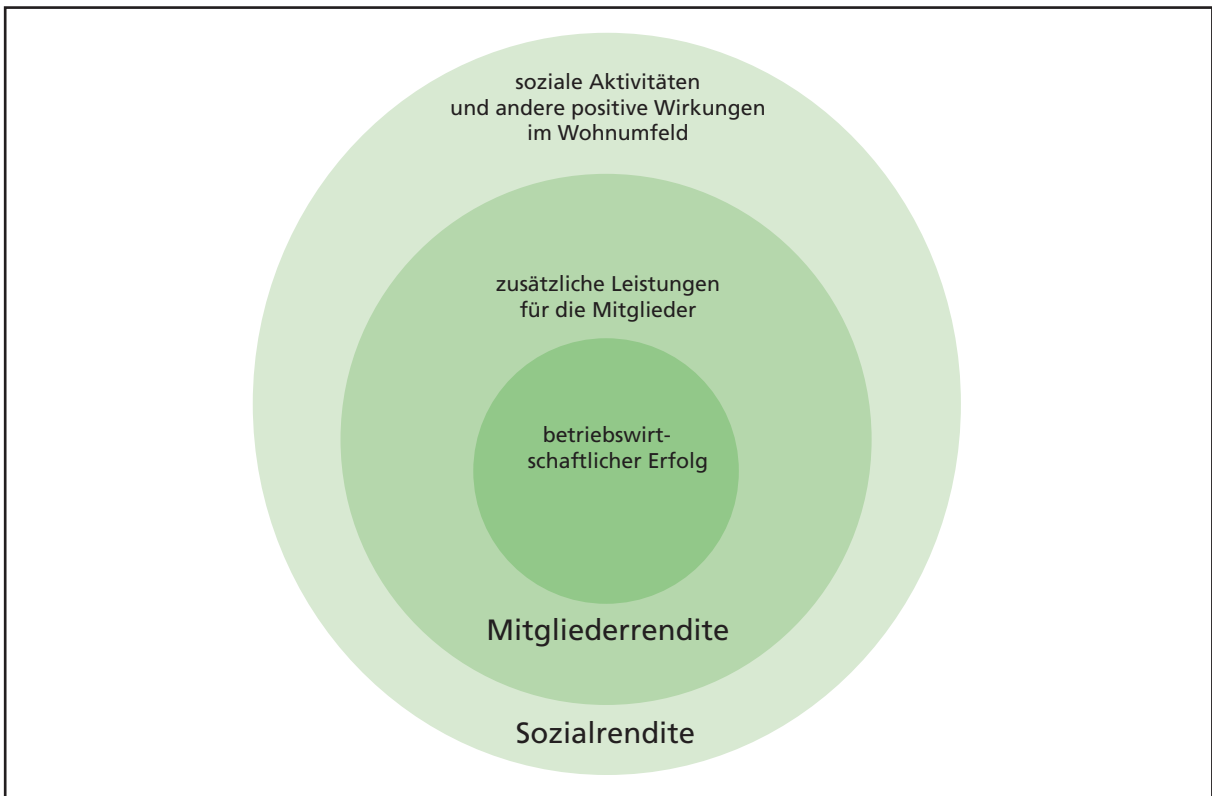 soziale Aktivitäten
und andere positive Wirkungen
im Wohnumfeld
zusätzliche Leistungen
für die Mitglieder
betriebswirt-
schaftlicher Erfolg
Mitgliederrendite
Sozialrendite